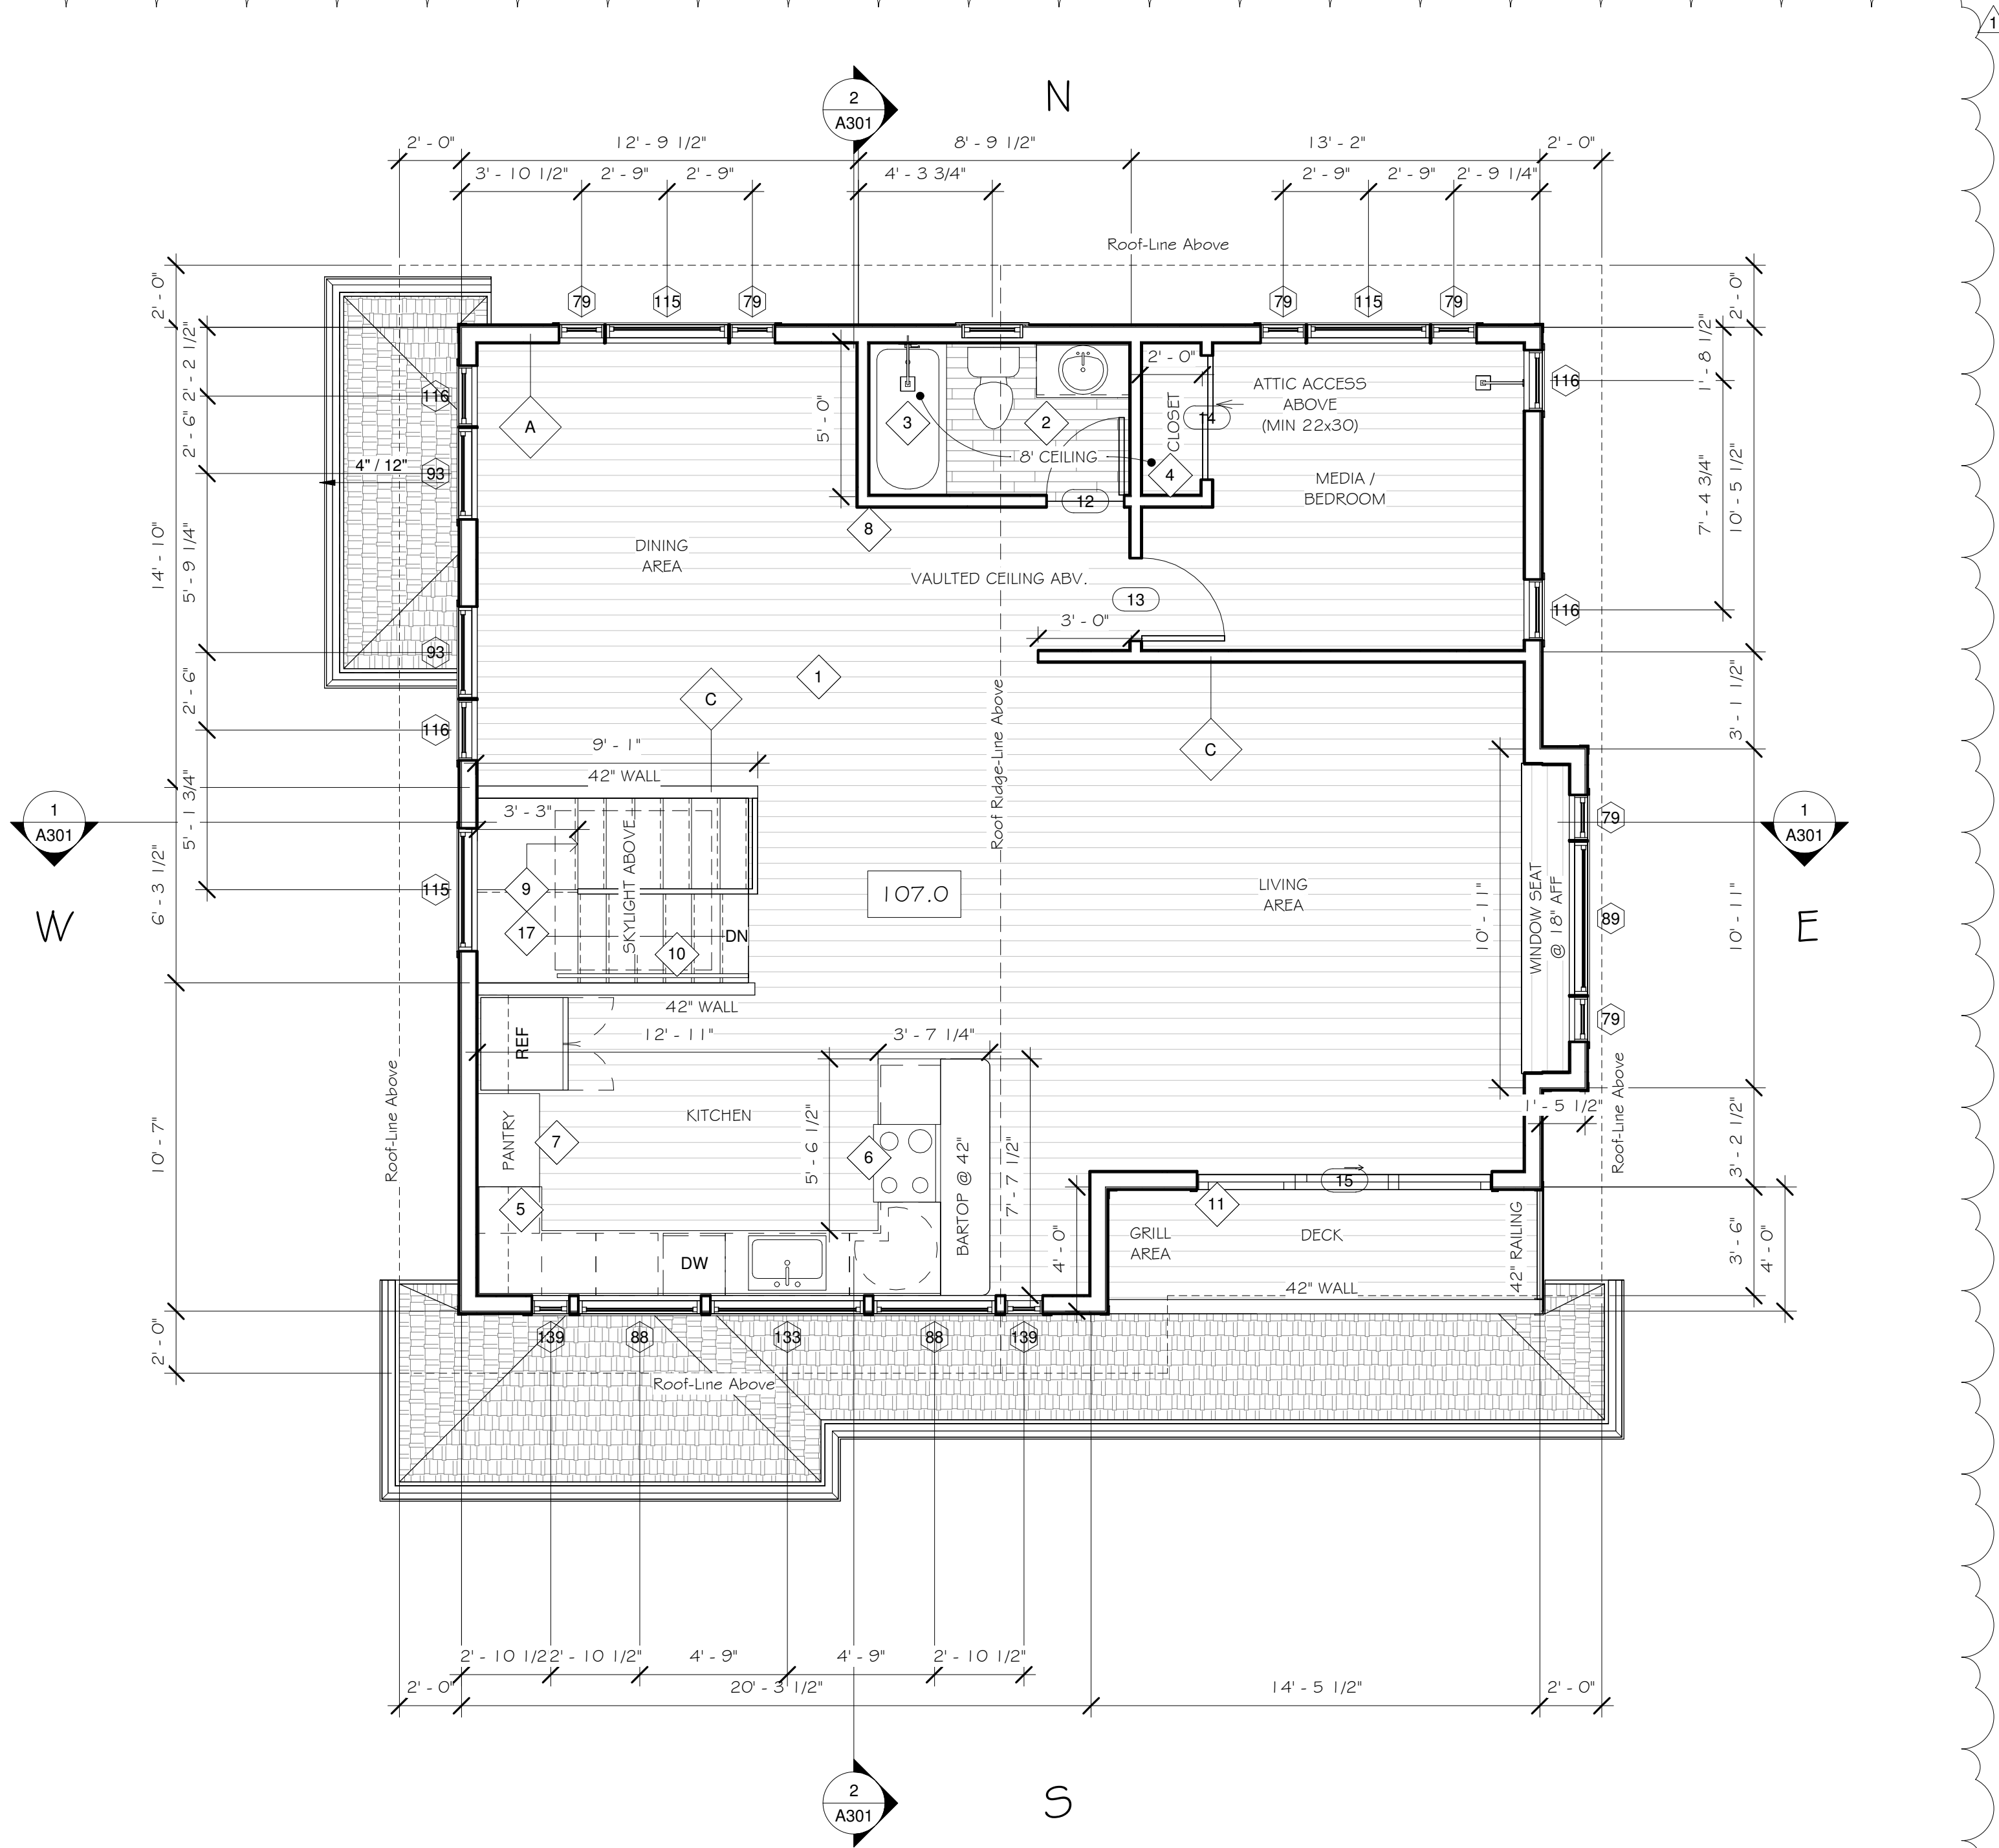 1
2
A301
N
2' - 0"
12' - 9 1/2"
8' - 9 1/2"
13' - 2"
2' - 0"
3' - 10 1/2"
2' - 9"
2' - 9"
4' - 3 3/4"
2' - 9"
2' - 9"
2' - 9 1/4"
Roof-Line Above
79
115
79
79
115
79
2' - 0"
2' - 2 1/2"
2' - 6"
14' - 10"
5' - 9 1/4"
2' - 6"
5' - 1 3/4"
6' - 3 1/2"
10' - 7"
2' - 0"
116
4" / 12"
93
93
116
115
A
5' - 0"
3
2
8' CEILING
12
8
2' - 0"
CLOSET
14
4
ATTIC ACCESS
ABOVE
(MIN 22x30)
MEDIA /
BEDROOM
116
116
2' - 0"
1' - 8 1/2"
7' - 4 3/4"
10' - 5 1/2"
3' - 1 1/2"
10' - 11"
3' - 2 1/2"
3' - 6"
4' - 0"
DINING
AREA
VAULTED CEILING ABV.
13
3' - 0"
1
C
C
Roof Ridge-Line Above
9' - 1"
42" WALL
3' - 3"
SKYLIGHT ABOVE
9
17
10
DN
107.0
LIVING
AREA
10' - 11"
WINDOW SEAT
@ 18" AFF
79
89
79
1
A301
W
1
A301
E
42" WALL
REF
12' - 11"
3' - 7 1/4"
Roof-Line Above
Roof-Line Above
1' - 5 1/2"
KITCHEN
PANTRY
7
5
5' - 6 1/2"
6
BARTOP @ 42"
7' - 7 1/2"
4' - 0"
DW
15
11
GRILL
AREA
DECK
42" RAILING
42" WALL
139
88
133
88
139
Roof-Line Above
2' - 10 1/2
2' - 10 1/2"
4' - 9"
4' - 9"
2' - 10 1/2"
2' - 0"
20' - 3 1/2"
14' - 5 1/2"
2' - 0"
2
A301
S